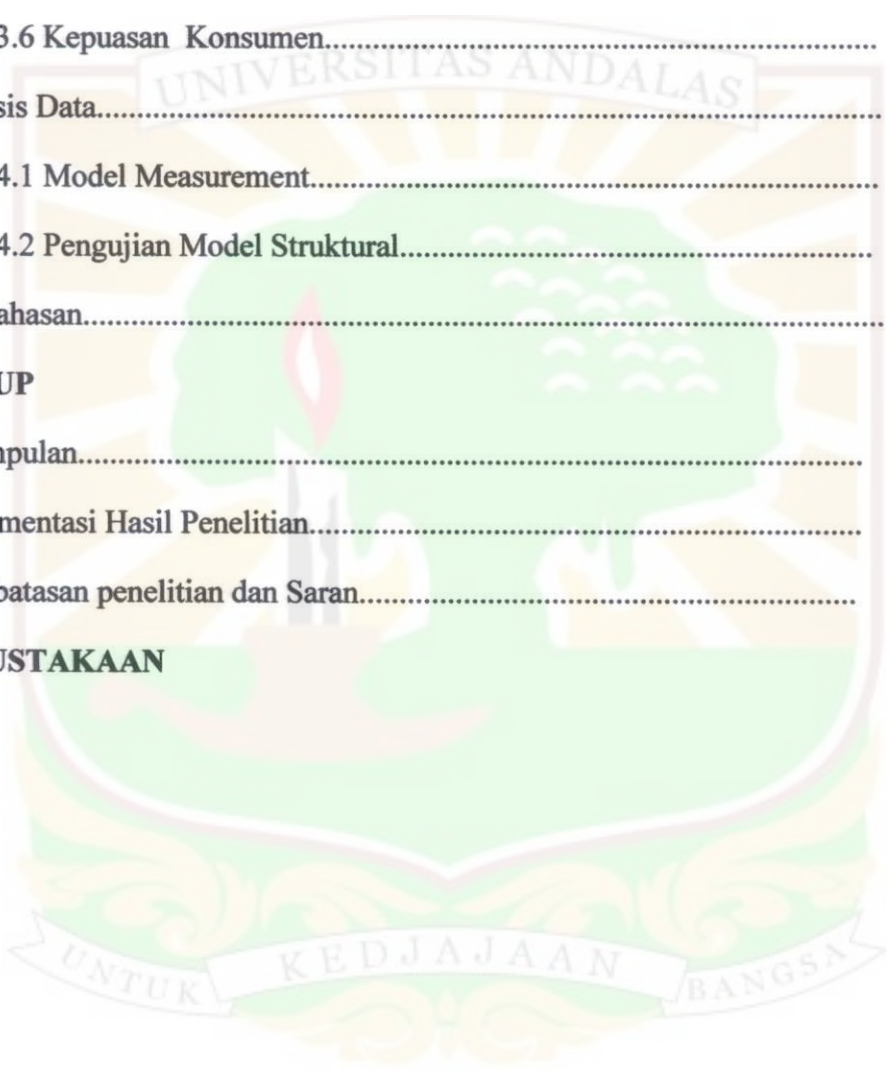 3.6 Kepuasan Konsumen..........................................................................
UNIVERSITAS ANDALAS
sis Data.........................................................................................................
4.1 Model Measurement............................................................................
4.2 Pengujian Model Struktural...............................................................
ahasan...........................................................................................................
UP
npulan.........................................................................................................
mentasi Hasil Penelitian..........................................................................
batasan penelitian dan Saran..................................................................
USTAKAAN
UNTUK KEDJAJAAN BANGSA